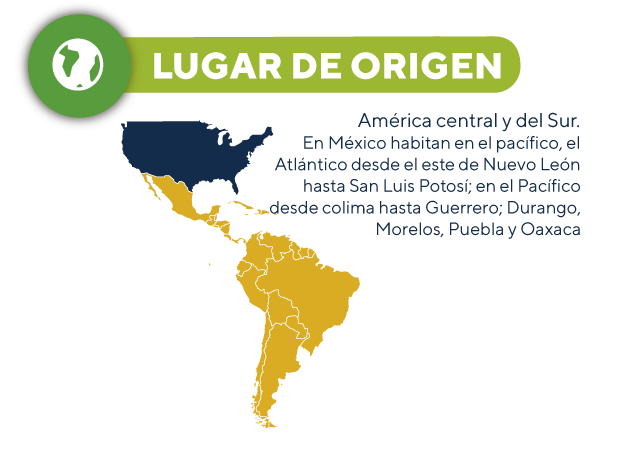 LUGAR DE ORIGEN
América central y del Sur.
En México habitan en el pacífico, el
Atlántico desde el este de Nuevo León
hasta San Luis Potosí; en el Pacífico
desde colima hasta Guerrero; Durango,
Morelos, Puebla y Oaxaca